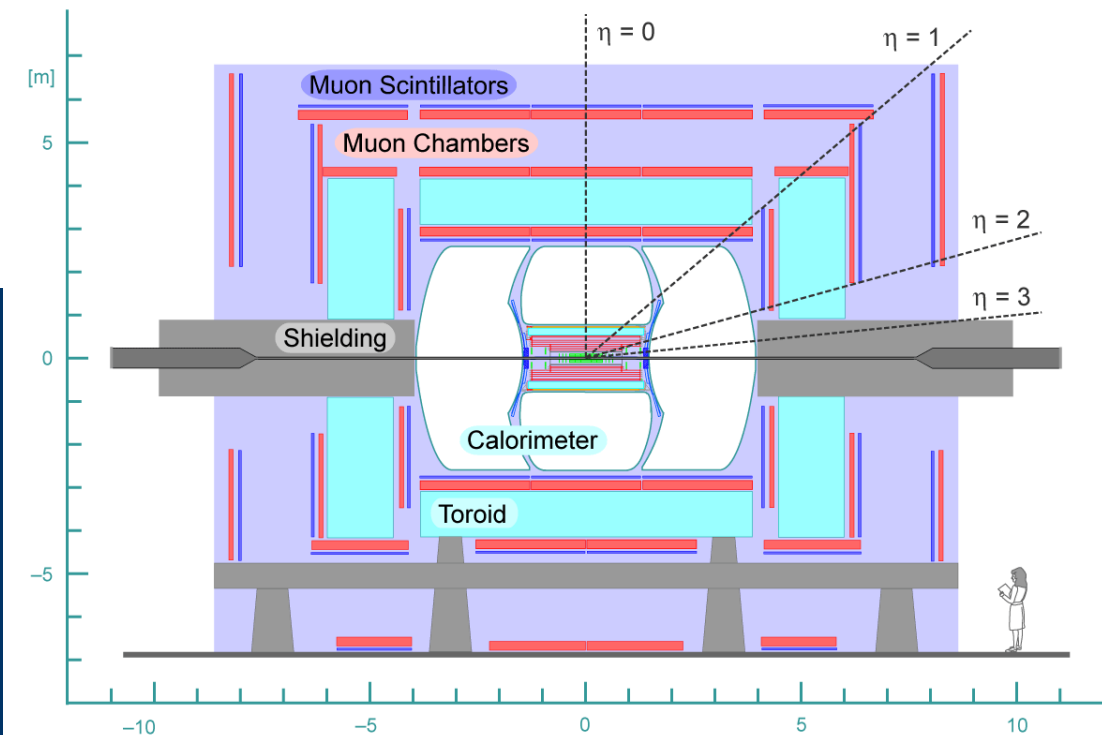 η = 0
η = 1
[m]
Muon Scintillators
5
Muon Chambers
η = 2
η = 3
Shielding
0
Calorimeter
Toroid
–5
–10
–5
0
5
10